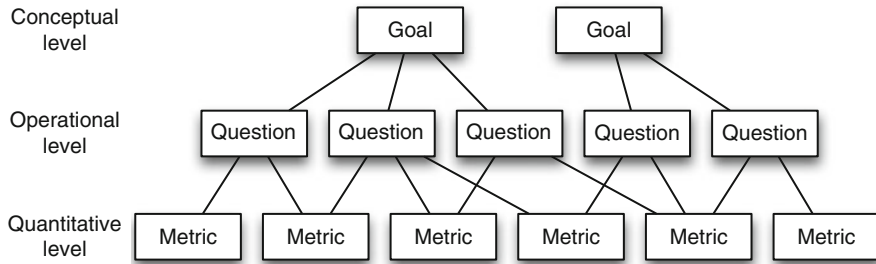 Conceptual
level
Goal
Goal
Operational
level
Question
Question
Question
Question
Question
Quantitative
level
Metric
Metric
Metric
Metric
Metric
Metric